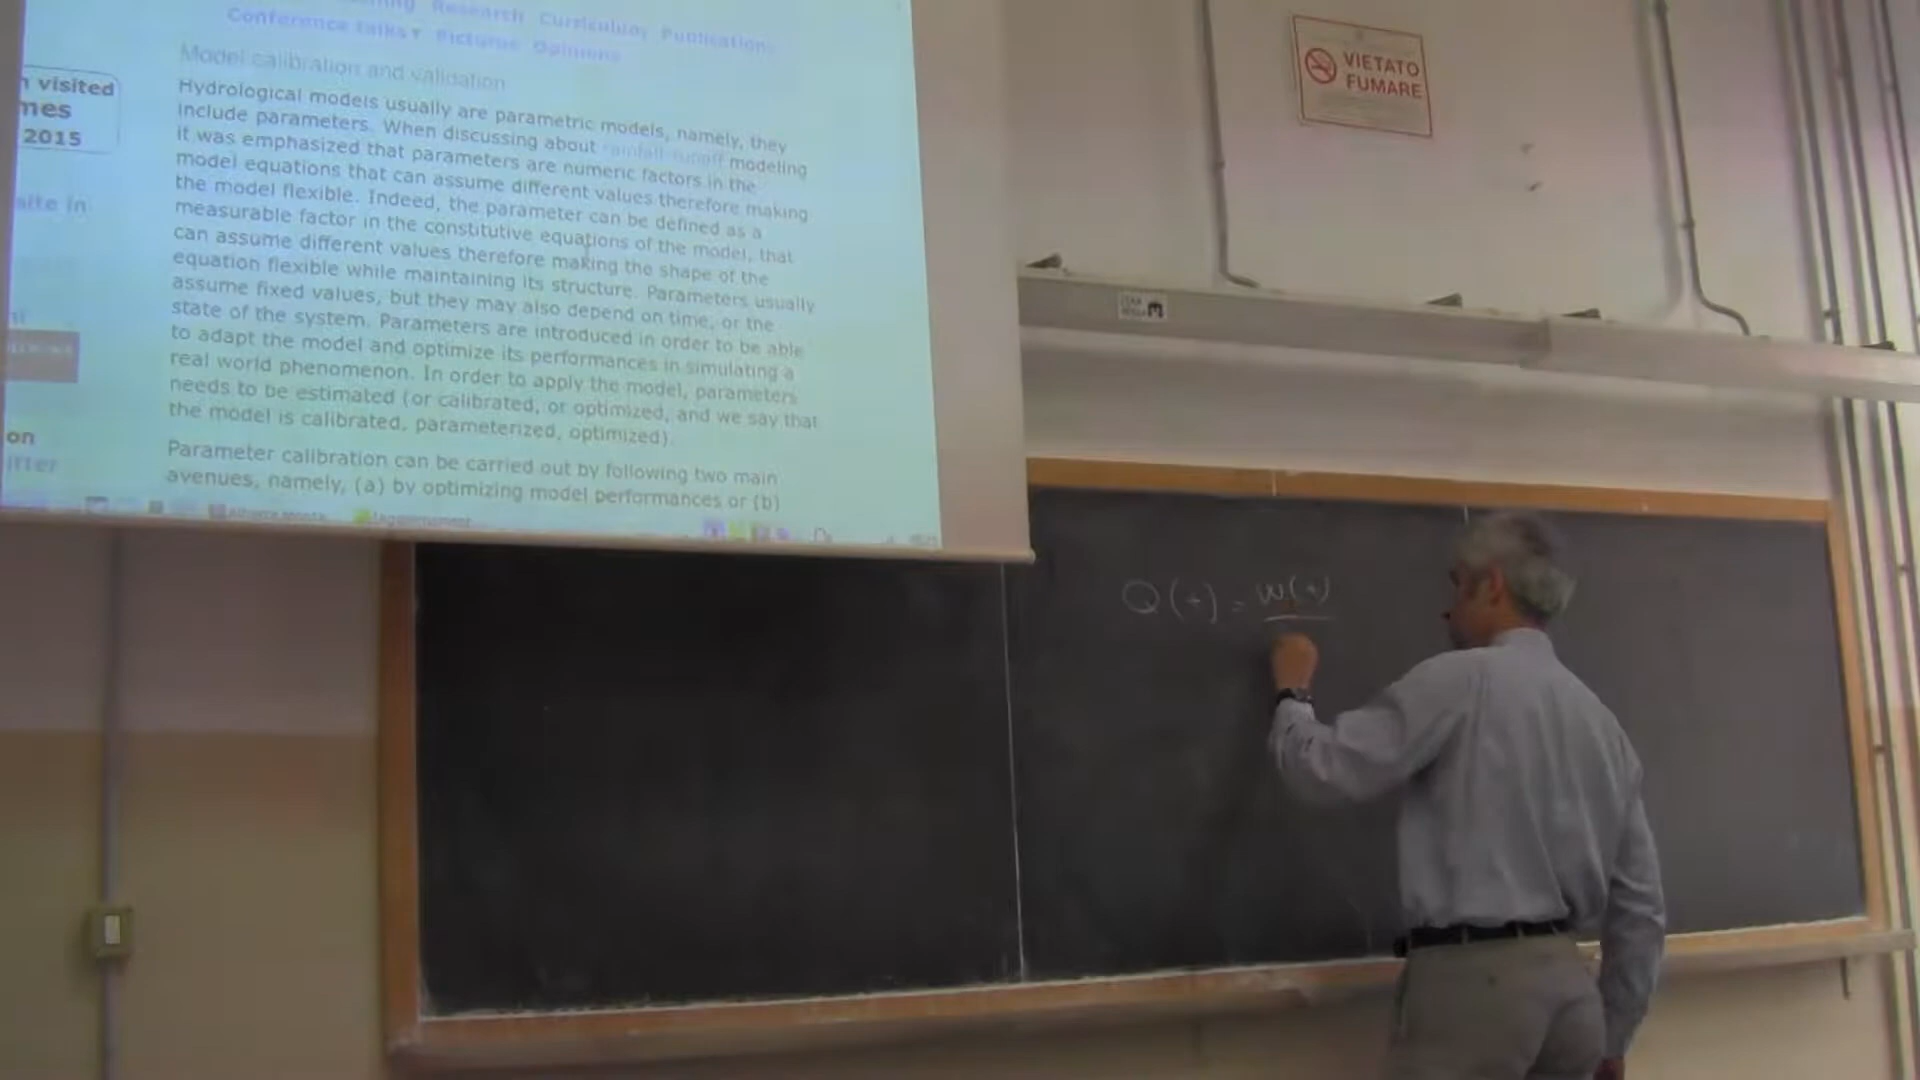 Research Curriculum Publications
Conference talks▾ Pictures Opinions
Model calibration and validation
Hydrological models usually are parametric models, namely, they
include parameters. When discussing about rainfall-runoff modeling
it was emphasized that parameters are numeric factors in the
model equations that can assume different values therefore making
the model flexible. Indeed, the parameter can be defined as a
measurable factor in the constitutive equations of the model, that
can assume different values therefore making the shape of the
equation flexible while maintaining its structure. Parameters usually
assume fixed values, but they may also depend on time, or the
state of the system. Parameters are introduced in order to be able
to adapt the model and optimize its performances in simulating a
real world phenomenon. In order to apply the model, parameters
needs to be estimated (or calibrated, or optimized, and we say that
the model is calibrated, parameterized, optimized).
Parameter calibration can be carried out by following two main
avenues, namely, (a) by optimizing model performances or (b)
visited
2015
site in
on
VIETATO
FUMARE
Q(t) = W(t)